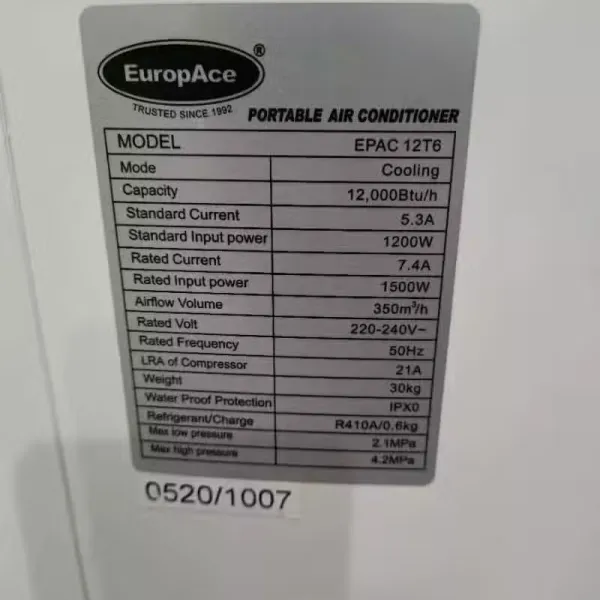 EuropAce®
TRUSTED SINCE 1992
PORTABLE AIR CONDITIONER
MODEL EPAC 12T6
Mode Cooling
Capacity 12,000Btu/h
Standard Current 5.3A
Standard Input power 1200W
Rated Current 7.4A
Rated Input power 1500W
Airflow Volume 350m³/h
Rated Volt 220-240V~
Rated Frequency 50Hz
LRA of Compressor 21A
Weight 30kg
Water Proof Protection IPX0
Refrigerant/Charge R410A/0.6kg
Max low pressure 2.1MPa
Max high pressure 4.2MPa
0520/1007